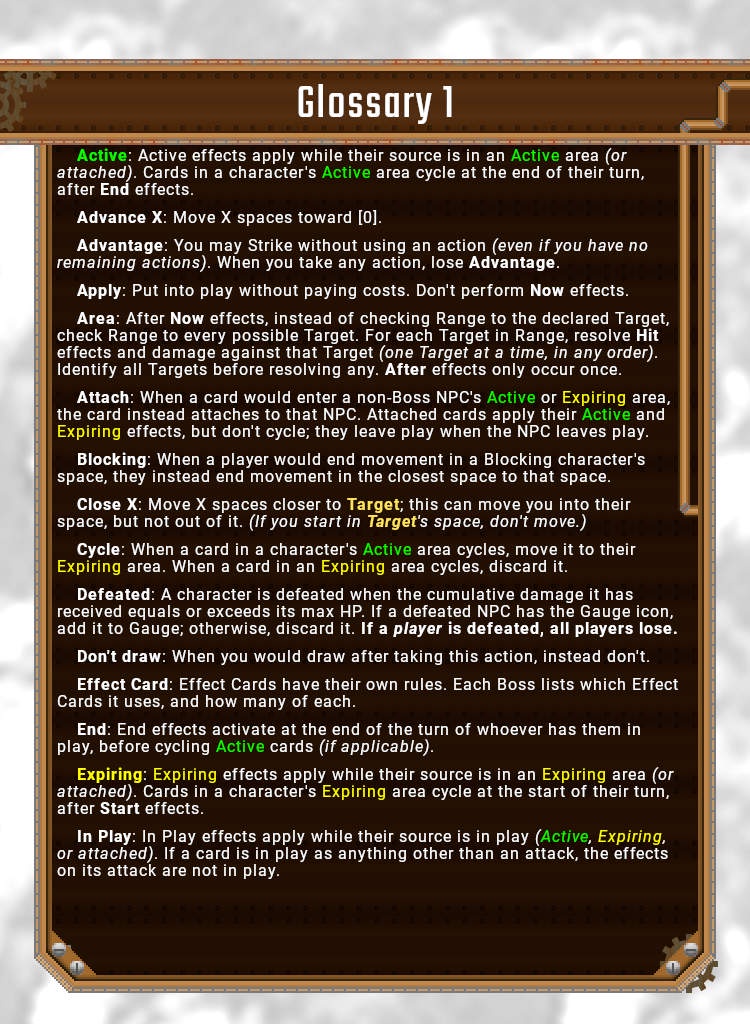 Glossary 1
Active: Active effects apply while their source is in an Active area (or
attached). Cards in a character's Active area cycle at the end of their turn,
after End effects.
Advance X: Move X spaces toward [0].
Advantage: You may Strike without using an action (even if you have no
remaining actions). When you take any action, lose Advantage.
Apply: Put into play without paying costs. Don't perform Now effects.
Area: After Now effects, instead of checking Range to the declared Target,
check Range to every possible Target. For each Target in Range, resolve Hit
effects and damage against that Target (one Target at a time, in any order).
Identify all Targets before resolving any. After effects only occur once.
Attach: When a card would enter a non-Boss NPC's Active or Expiring area,
the card instead attaches to that NPC. Attached cards apply their Active and
Expiring effects, but don't cycle; they leave play when the NPC leaves play.
Blocking: When a player would end movement in a Blocking character's
space, they instead end movement in the closest space to that space.
Close X: Move X spaces closer to Target; this can move you into their
space, but not out of it. (If you start in Target's space, don't move.)
Cycle: When a card in a character's Active area cycles, move it to their
Expiring area. When a card in an Expiring area cycles, discard it.
Defeated: A character is defeated when the cumulative damage it has
received equals or exceeds its max HP. If a defeated NPC has the Gauge icon,
add it to Gauge; otherwise, discard it. If a player is defeated, all players lose.
Don't draw: When you would draw after taking this action, instead don't.
Effect Card: Effect Cards have their own rules. Each Boss lists which Effect
Cards it uses, and how many of each.
End: End effects activate at the end of the turn of whoever has them in
play, before cycling Active cards (if applicable).
Expiring: Expiring effects apply while their source is in an Expiring area (or
attached). Cards in a character's Expiring area cycle at the start of their turn,
after Start effects.
In Play: In Play effects apply while their source is in play (Active, Expiring,
or attached). If a card is in play as anything other than an attack, the effects
on its attack are not in play.